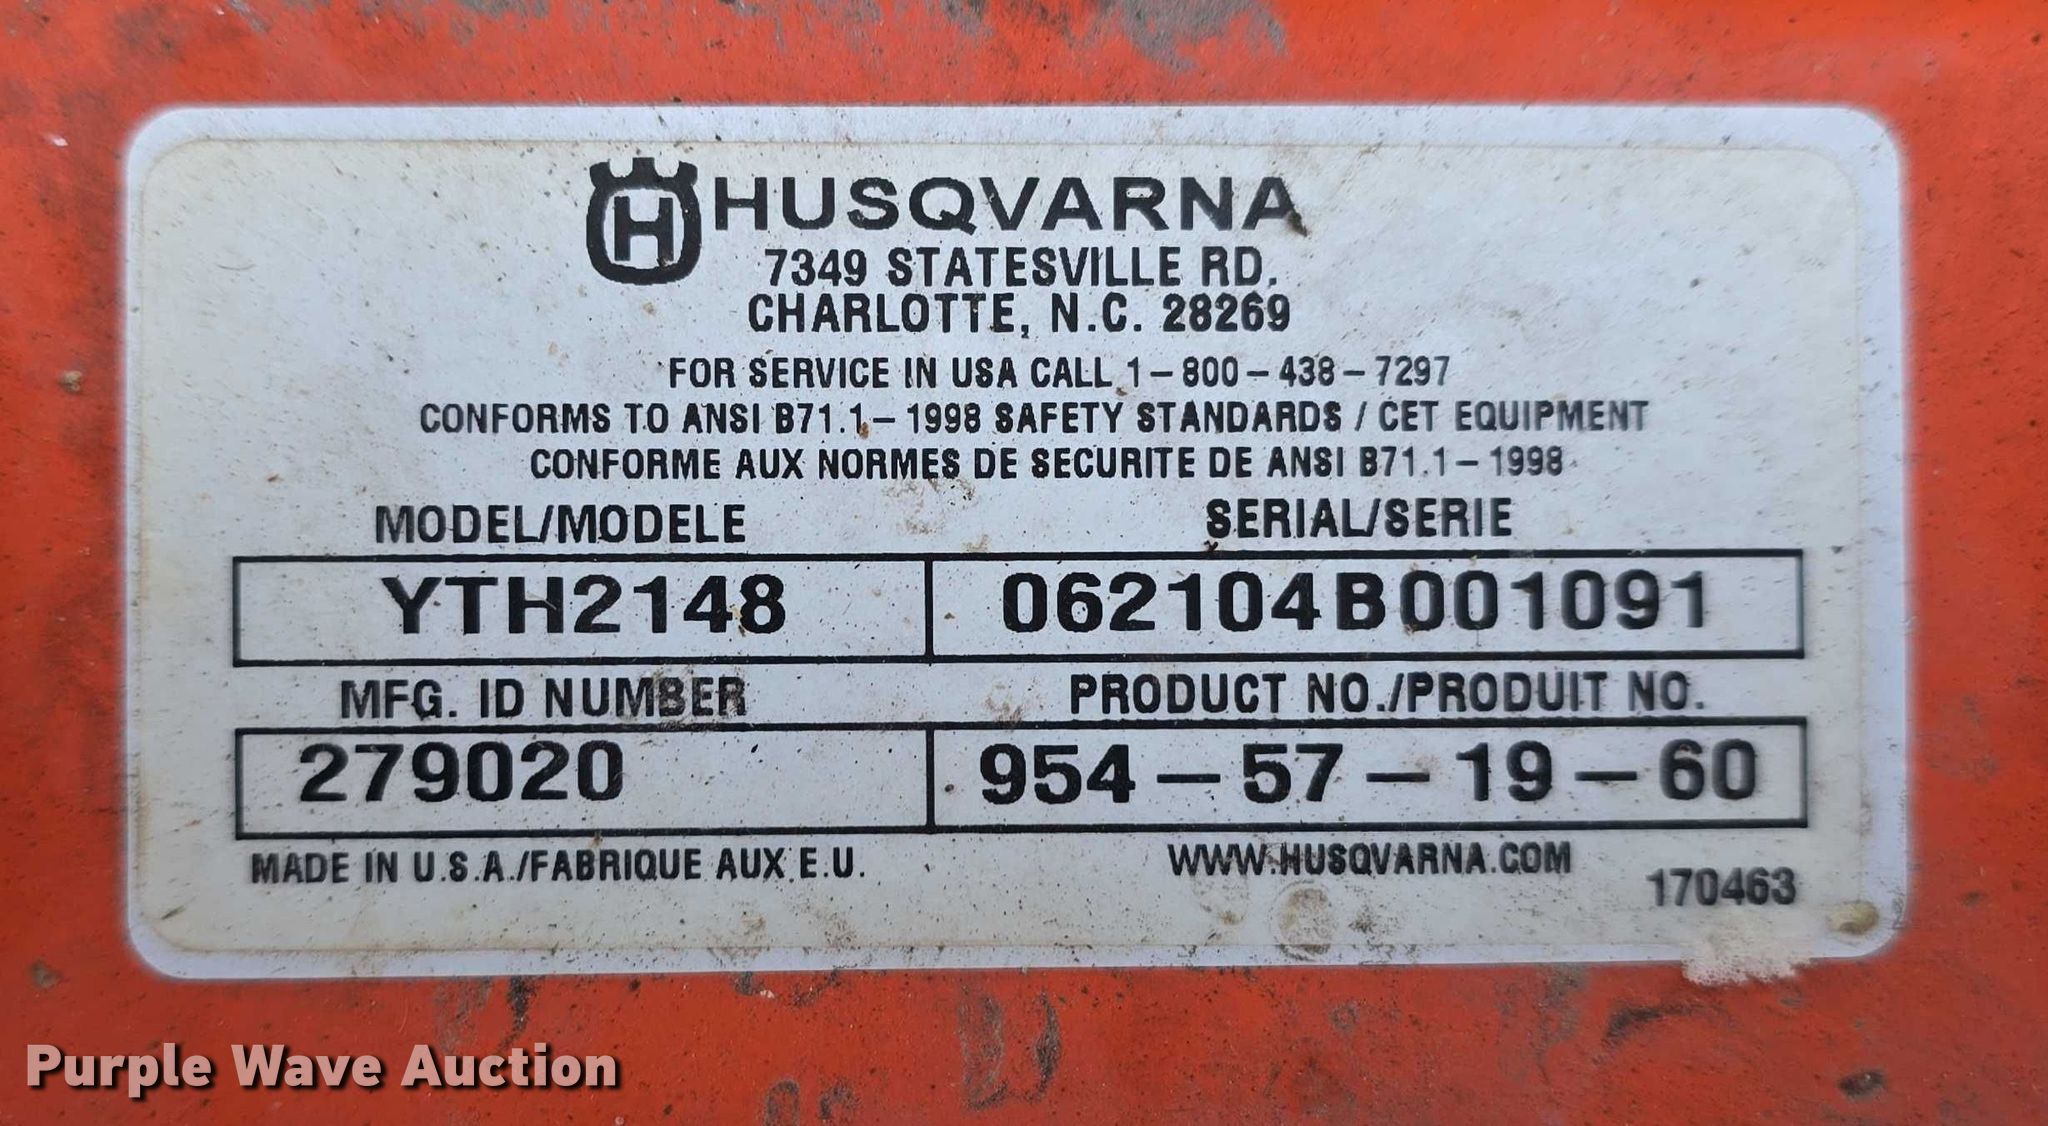 H HUSQVARNA
7349 STATESVILLE RD.
CHARLOTTE, N.C. 28269
FOR SERVICE IN USA CALL 1-800-438-7297
CONFORMS TO ANSI B71.1-1998 SAFETY STANDARDS / CET EQUIPMENT
CONFORME AUX NORMES DE SECURITE DE ANSI B71.1-1998
MODEL/MODELE SERIAL/SERIE
YTH2148 062104B001091
MFG. ID NUMBER PRODUCT NO./PRODUIT NO.
279020 954-57-19-60
MADE IN U.S.A./FABRIQUE AUX E.U. WWW.HUSQVARNA.COM
170463
Purple Wave Auction